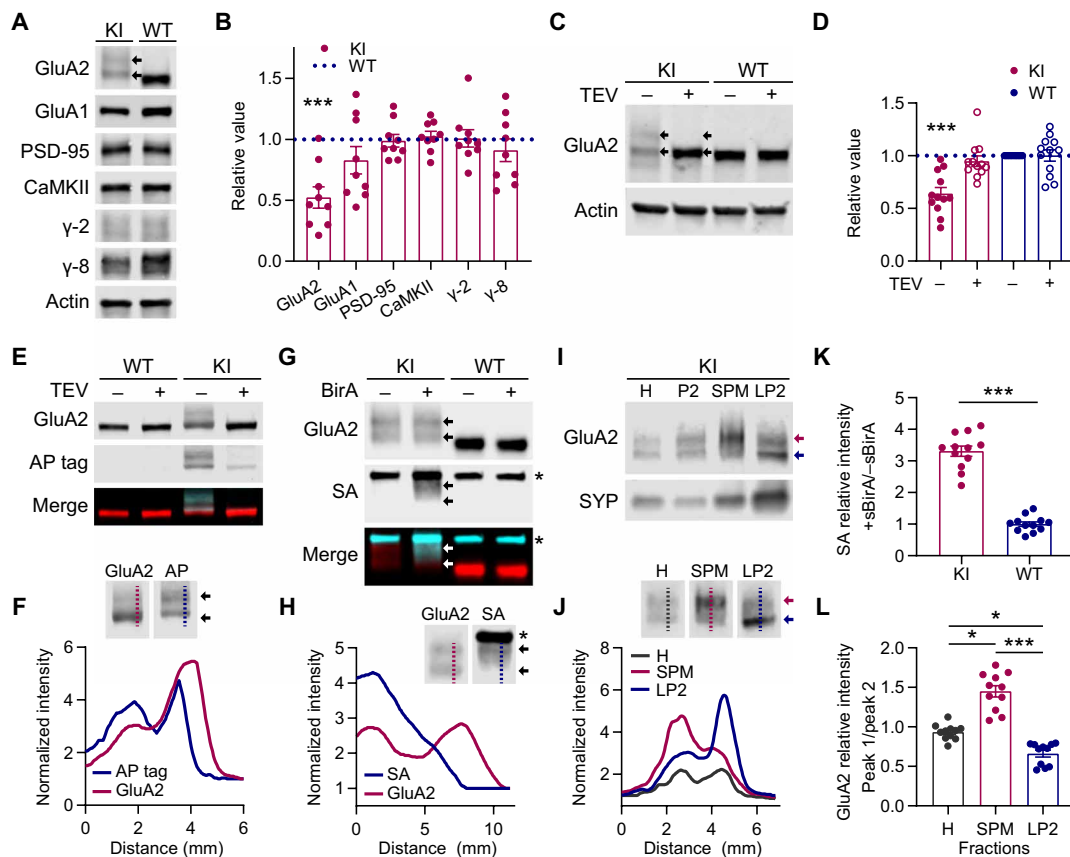 A
KI WT
GluA2
GluA1
PSD-95
CaMKII
γ-2
γ-8
Actin
B
KI
WT
Relative value
1.5
1.0
0.5
1.0
***
GluA2
GluA1
PSD-95
CaMKII
γ-2
γ-8
C
KI WT
TEV – + – +
GluA2
Actin
D
KI
WT
Relative value
1.5
1.0
0.5
1.0
***
TEV – + – +
E
WT KI
TEV – + – +
GluA2
AP tag
Merge
F
GluA2 AP
Normalized intensity
6
4
2
1
AP tag
GluA2
0 2 4 6
Distance (mm)
G
KI WT
BirA – + – +
GluA2
SA
*
Merge
*
H
GluA2 SA
*
Normalized intensity
5
4
3
2
1
SA
GluA2
0 5 10
Distance (mm)
I
KI
H P2 SPM LP2
GluA2
SYP
J
H SPM LP2
H
SPM
LP2
Normalized intensity
8
6
4
2
1
0 2 4 6
Distance (mm)
K
SA relative intensity
+sBirA/–sBirA
5
4
3
2
1
0
***
KI WT
L
GluA2 relative intensity
Peak 1/peak 2
2.0
1.5
1.0
0.5
0
*
* ***
H SPM LP2
Fractions